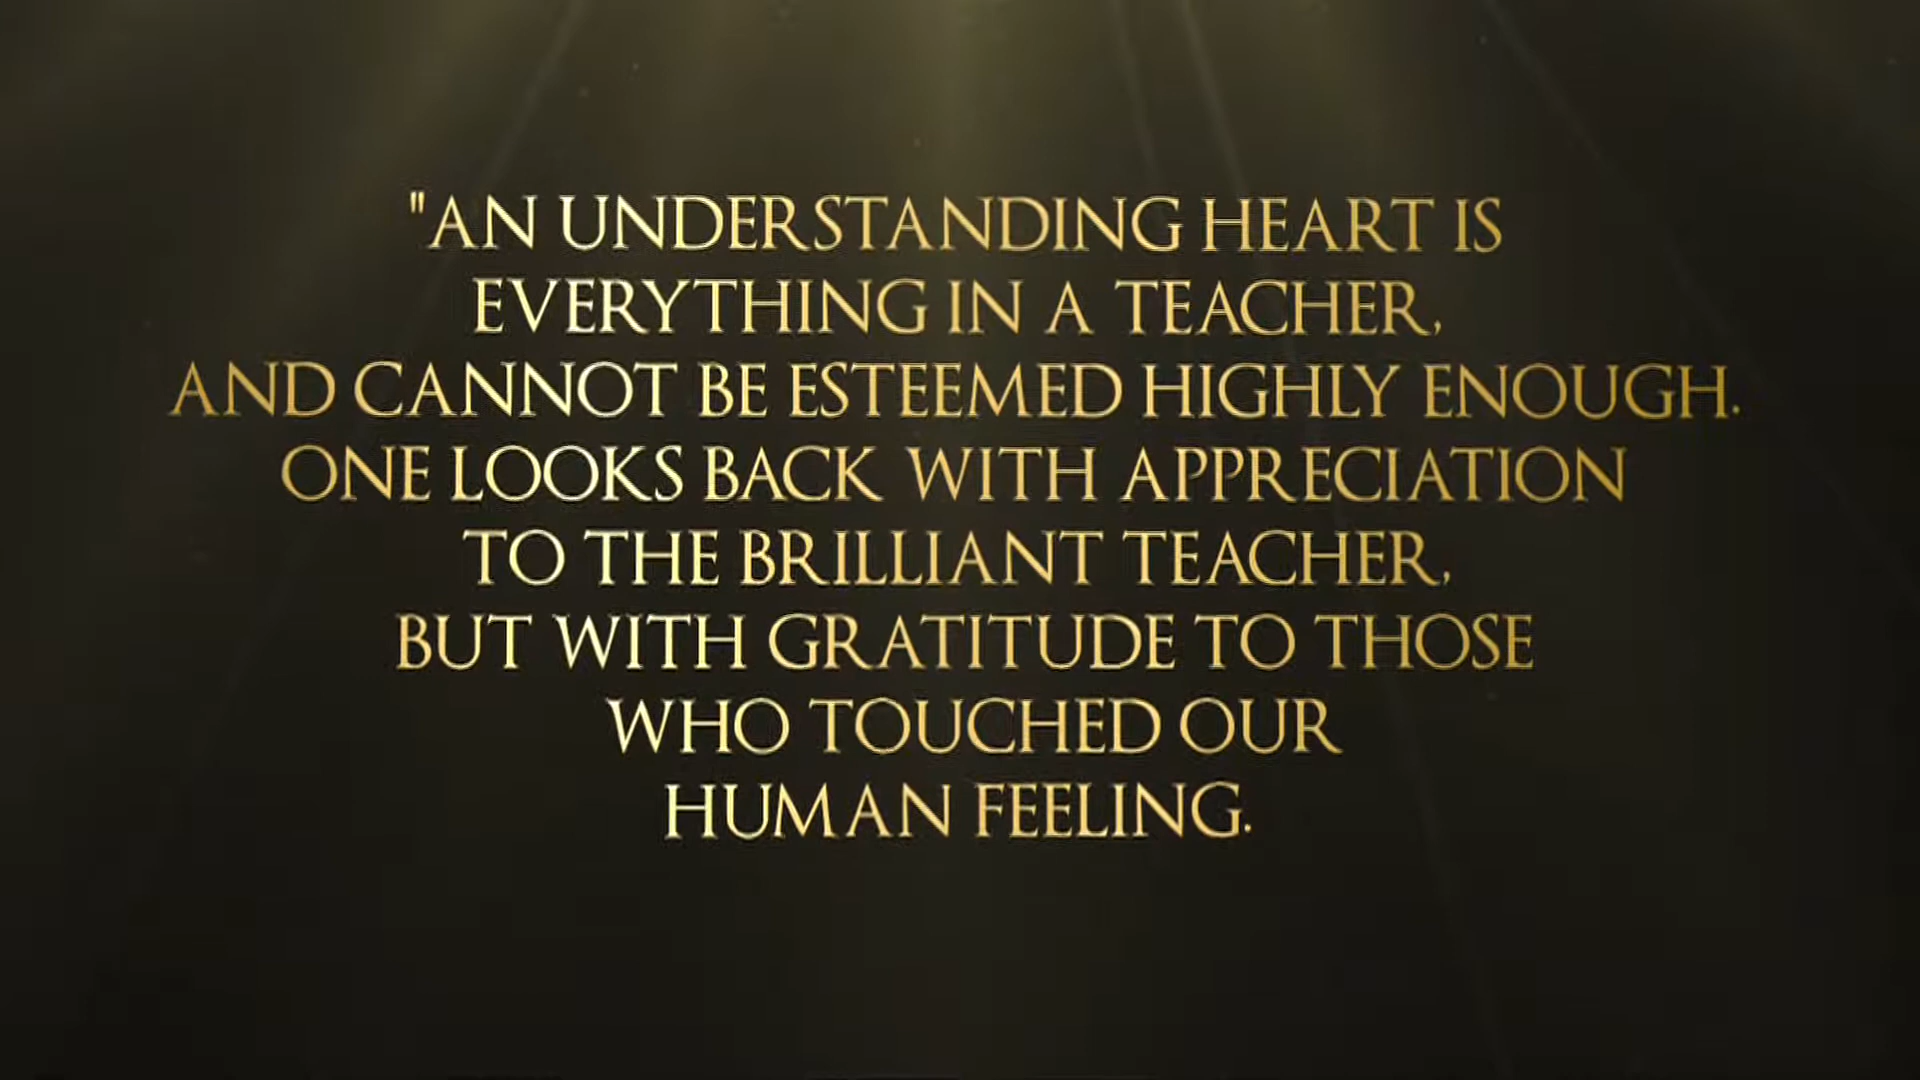 "AN UNDERSTANDING HEART IS
EVERYTHING IN A TEACHER,
AND CANNOT BE ESTEEMED HIGHLY ENOUGH.
ONE LOOKS BACK WITH APPRECIATION
TO THE BRILLIANT TEACHER,
BUT WITH GRATITUDE TO THOSE
WHO TOUCHED OUR
HUMAN FEELING.